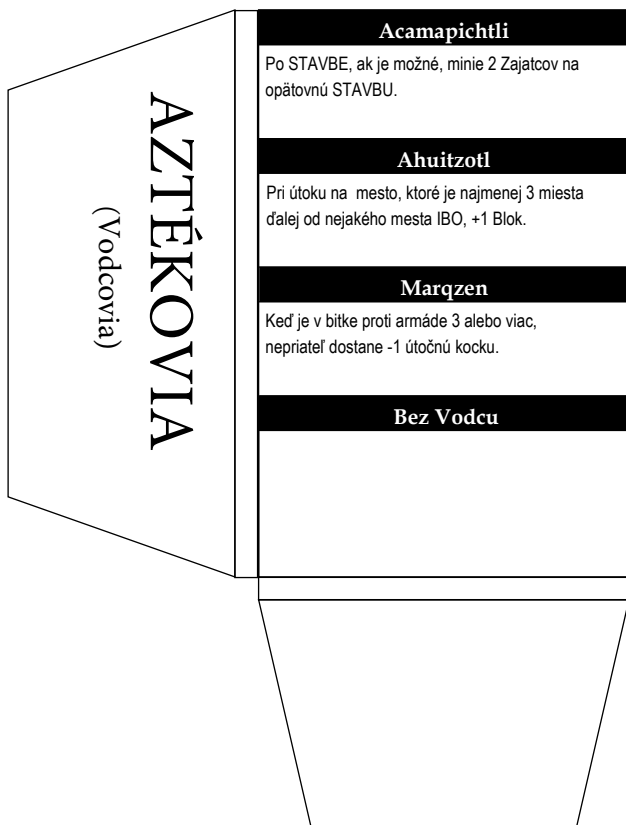 AZTÉKOVIA
(Vodcovia)
Acamapichtli
Po STAVBE, ak je možné, minie 2 Zajatcov na
opätovnú STAVBU.
Ahuitzotl
Pri útoku na mesto, ktoré je najmenej 3 miesta
ďalej od nejakého mesta IBO, +1 Blok.
Marqzen
Keď je v bitke proti armáde 3 alebo viac,
nepriateľ dostane -1 útočnú kocku.
Bez Vodcu